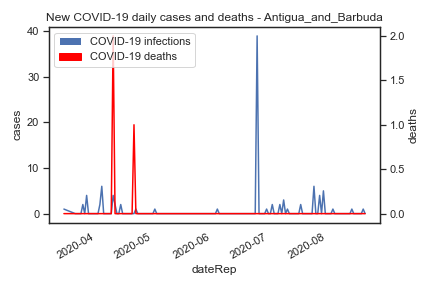 New COVID-19 daily cases and deaths - Antigua_and_Barbuda
COVID-19 infections
COVID-19 deaths
cases
40
30
20
10
0
deaths
2.0
1.5
1.0
0.5
0.0
2020-04
2020-05
2020-06
2020-07
2020-08
dateRep